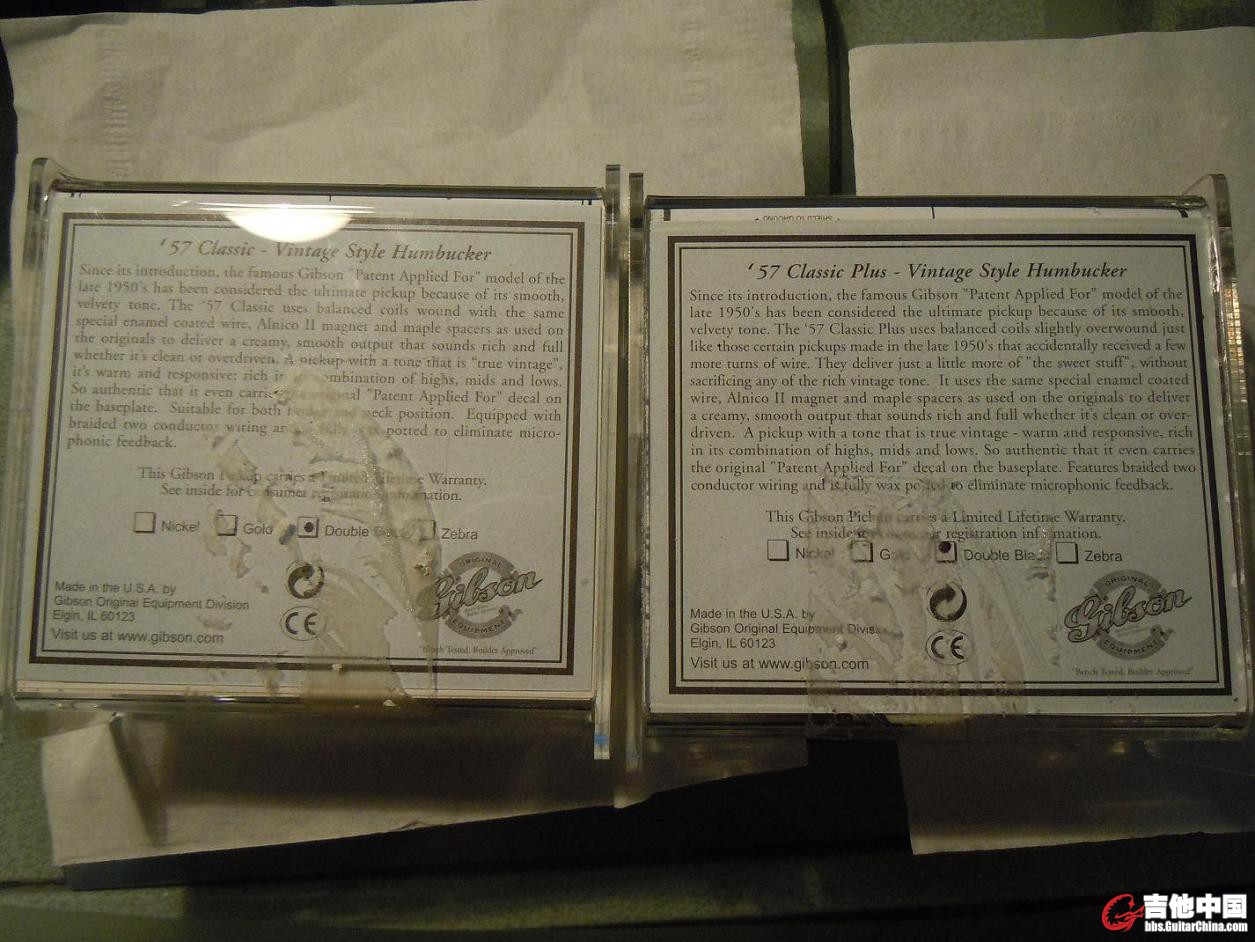 '57 Classic - Vintage Style Humbucker
Since its introduction, the famous Gibson "Patent Applied For" model of the
late 1950's has been considered the ultimate pickup because of its smooth,
velvety tone. The '57 Classic uses balanced coils wound with the same
special enamel coated wire, Alnico II magnet and maple spacers as used on
the originals to deliver a creamy, smooth output that sounds rich and full
whether it's clean or overdriven. A pickup with a tone that is "true vintage",
it's warm and responsive; rich in combination of highs, mids and lows.
So authentic that it even carries original "Patent Applied For" decal on
the baseplate. Suitable for both and neck position. Equipped with
braided two conductor wiring and fully wax potted to eliminate micro-
phonic feedback.
This Gibson Pickup carries a Limited Lifetime Warranty.
See inside for consumer registration information.
Nickel Gold Double Zebra
Made in the U.S.A. by
Gibson Original Equipment Division
Elgin, IL 60123
Visit us at www.gibson.com
CE
ORIGINAL
Gibson
EQUIPMENT
"Bench Tested, Builder Approved"
SHIELD TO GROUND
'57 Classic Plus - Vintage Style Humbucker
Since its introduction, the famous Gibson "Patent Applied For" model of the
late 1950's has been considered the ultimate pickup because of its smooth,
velvety tone. The '57 Classic Plus uses balanced coils slightly overwound just
like those certain pickups made in the late 1950's that accidentally received a few
more turns of wire. They deliver just a little more of "the sweet stuff", without
sacrificing any of the rich vintage tone. It uses the same special enamel coated
wire, Alnico II magnet and maple spacers as used on the originals to deliver
a creamy, smooth output that sounds rich and full whether it's clean or over-
driven. A pickup with a tone that is true vintage - warm and responsive, rich
in its combination of highs, mids and lows. So authentic that it even carries
the original "Patent Applied For" decal on the baseplate. Features braided two
conductor wiring and is fully wax potted to eliminate microphonic feedback.
This Gibson Pickup carries a Limited Lifetime Warranty.
See inside for consumer registration information.
Nickel Gold Double Black Zebra
Made in the U.S.A. by
Gibson Original Equipment Division
Elgin, IL 60123
Visit us at www.gibson.com
CE
ORIGINAL
Gibson
EQUIPMENT
"Bench Tested, Builder Approved"
吉他中国
bbs.GuitarChina.com